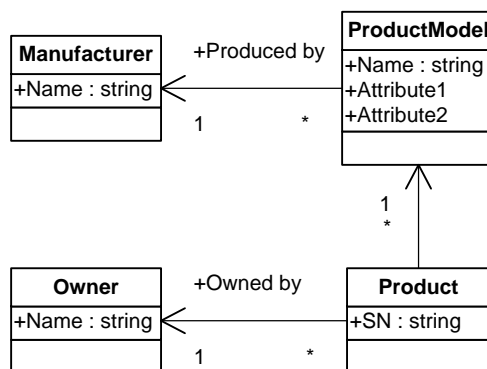 ProductModel
Manufacturer
+Produced by
+Name : string
+Name : string
+Attribute1
+Attribute2
1
*
1
*
Owner
+Owned by
Product
+Name : string
+SN : string
1
*